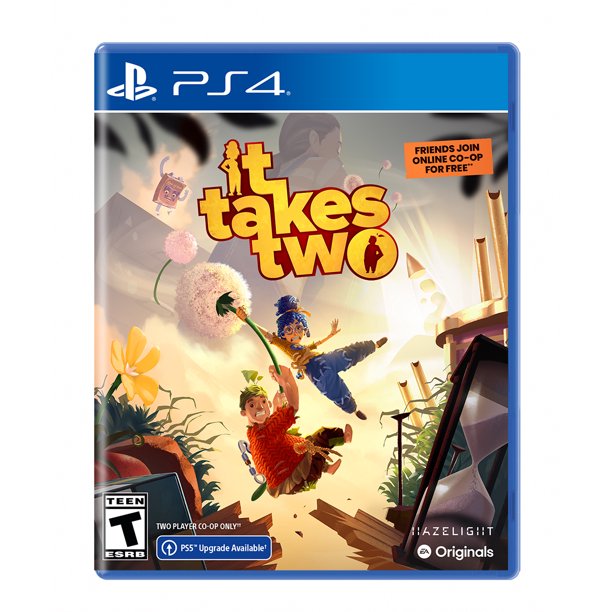 PS4
FRIENDS JOIN
ONLINE CO-OP
FOR FREE**
it
takes
two
TEEN
T
ESRB
TWO PLAYER CO-OP ONLY**
PS5™ Upgrade Available¹
HAZELIGHT
EA Originals